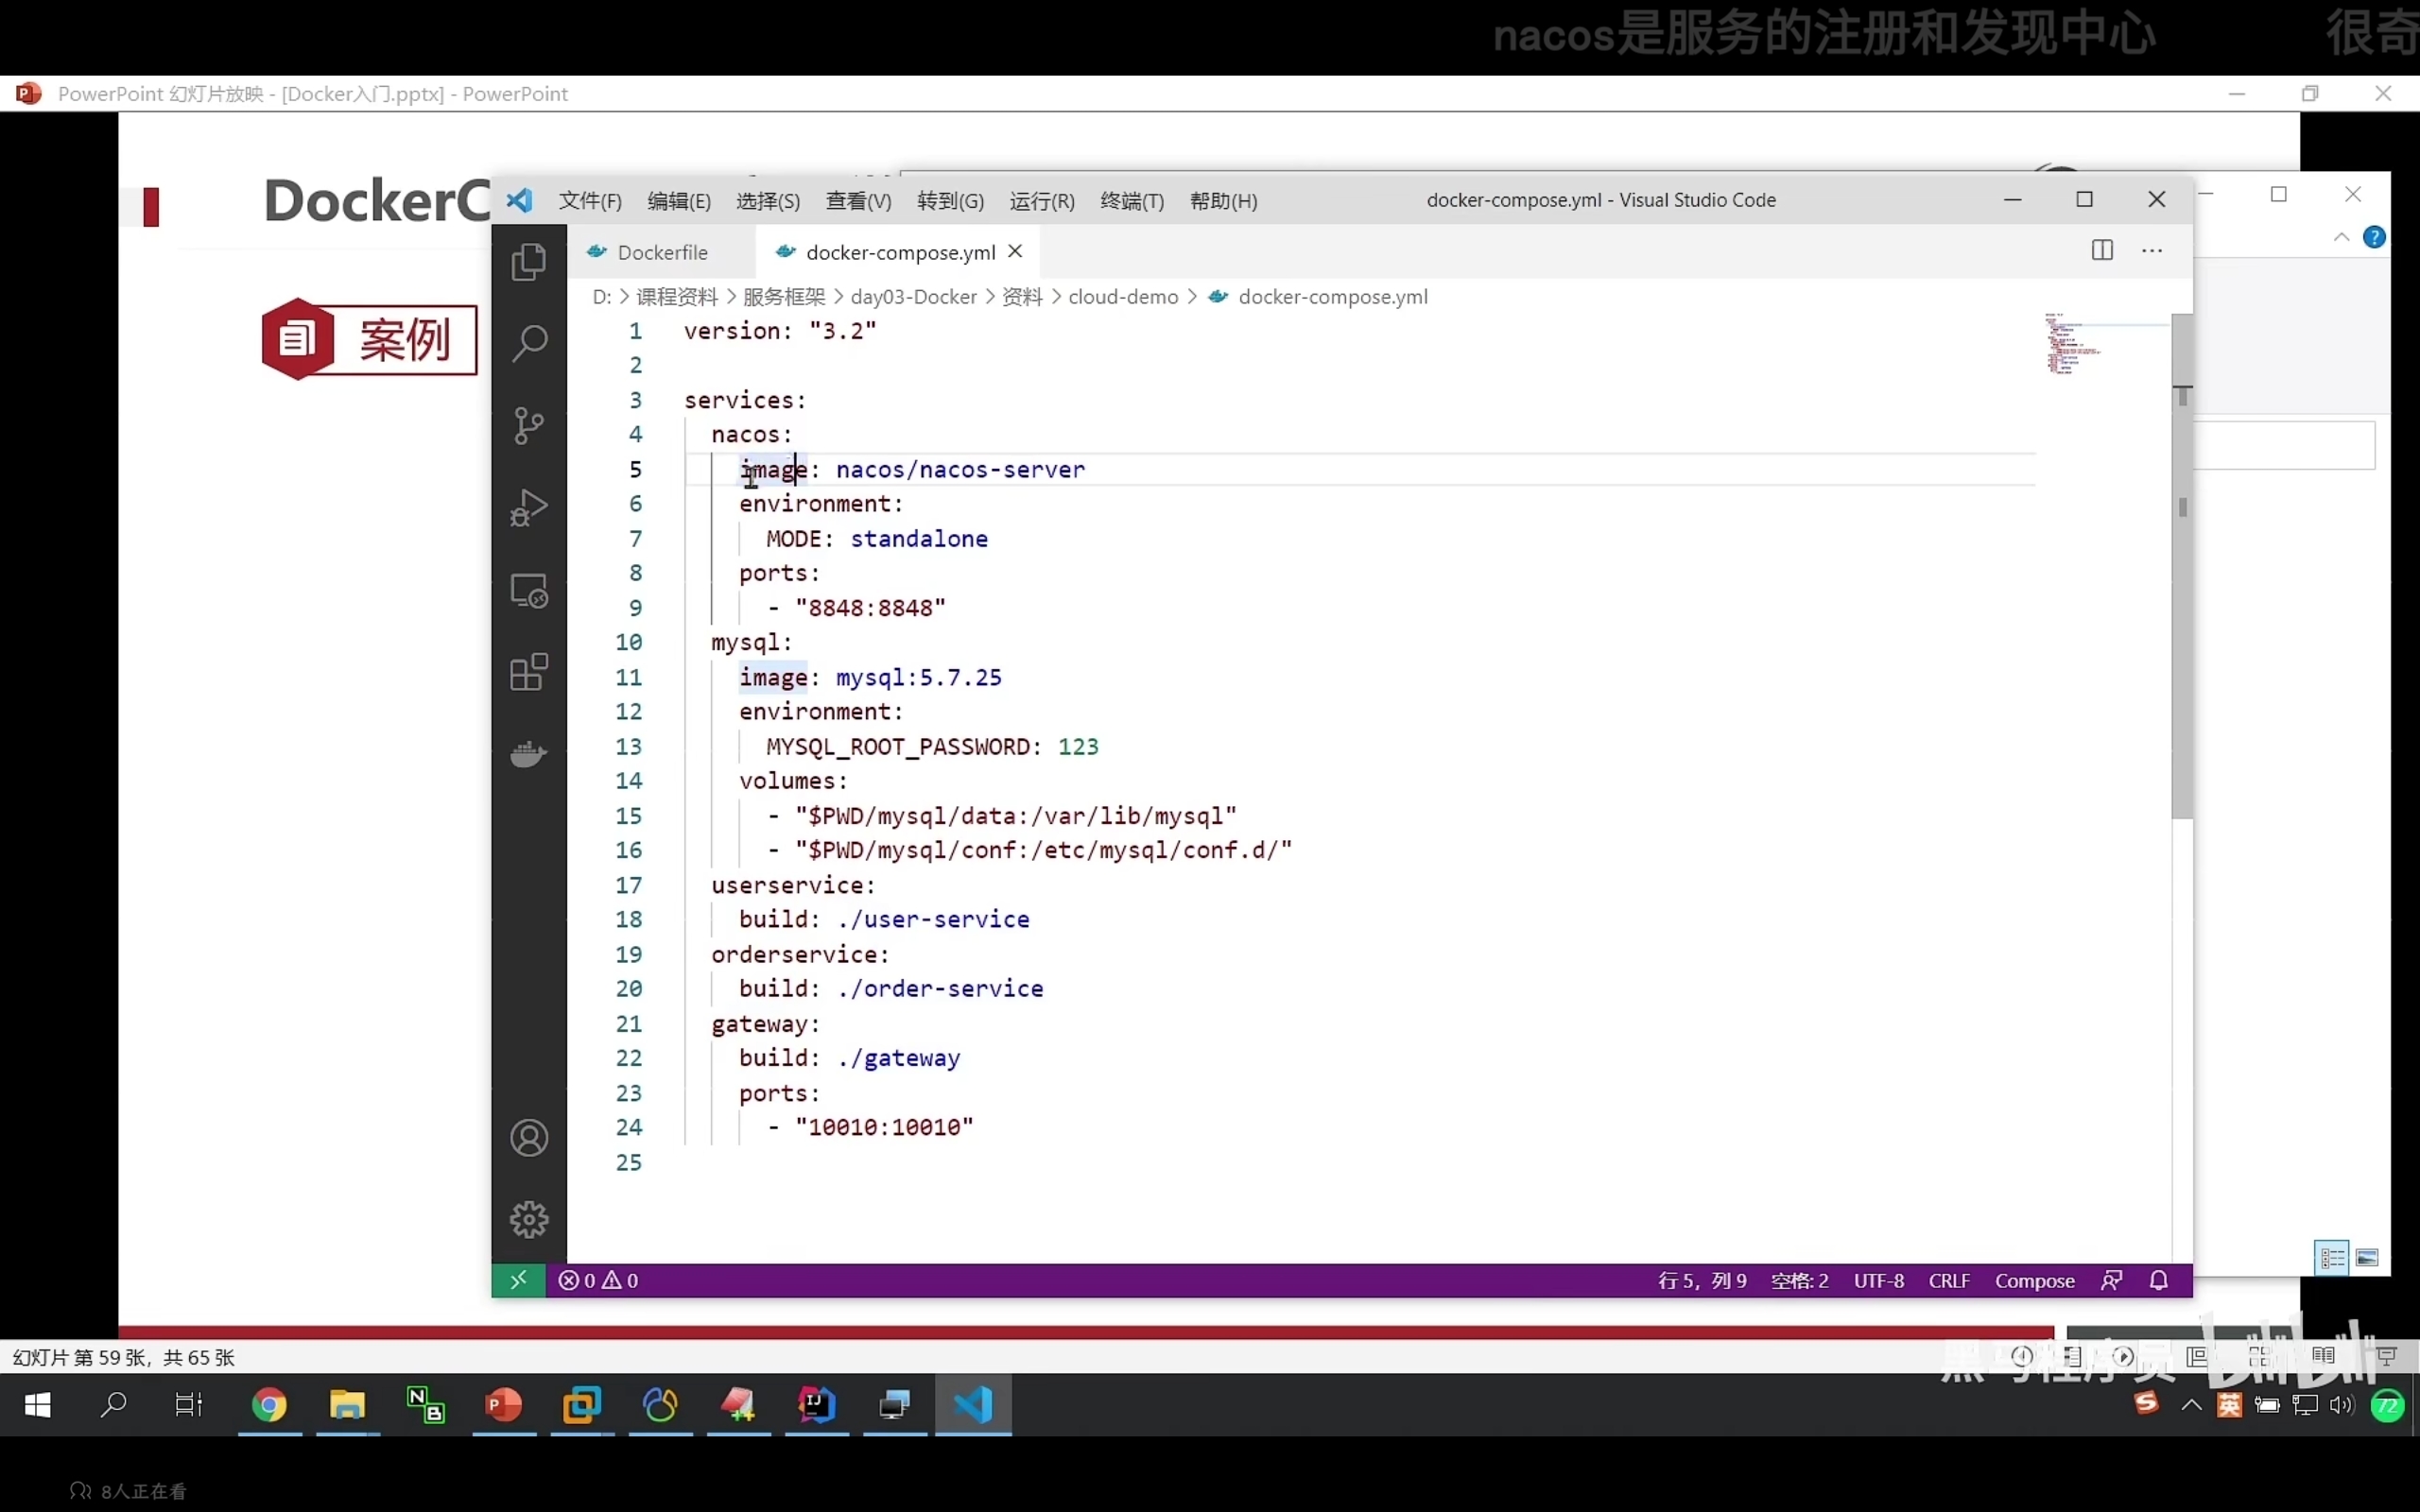 nacos是服务的注册和发现中心
很奇
PowerPoint 幻灯片放映 - [Docker入门.pptx] - PowerPoint
DockerC
案例
文件(F) 编辑(E) 选择(S) 查看(V) 转到(G) 运行(R) 终端(T) 帮助(H)
docker-compose.yml - Visual Studio Code
Dockerfile
docker-compose.yml
D: > 课程资料 > 服务框架 > day03-Docker > 资料 > cloud-demo > docker-compose.yml
1 version: "3.2"
2
3 services:
4 nacos:
5 image: nacos/nacos-server
6 environment:
7 MODE: standalone
8 ports:
9 - "8848:8848"
10 mysql:
11 image: mysql:5.7.25
12 environment:
13 MYSQL_ROOT_PASSWORD: 123
14 volumes:
15 - "$PWD/mysql/data:/var/lib/mysql"
16 - "$PWD/mysql/conf:/etc/mysql/conf.d/"
17 userservice:
18 build: ./user-service
19 orderservice:
20 build: ./order-service
21 gateway:
22 build: ./gateway
23 ports:
24 - "10010:10010"
25
0 0
行 5，列 9 空格: 2 UTF-8 CRLF Compose
幻灯片 第 59 张，共 65 张
黑马程序员 bilibili
英
72
8人正在看